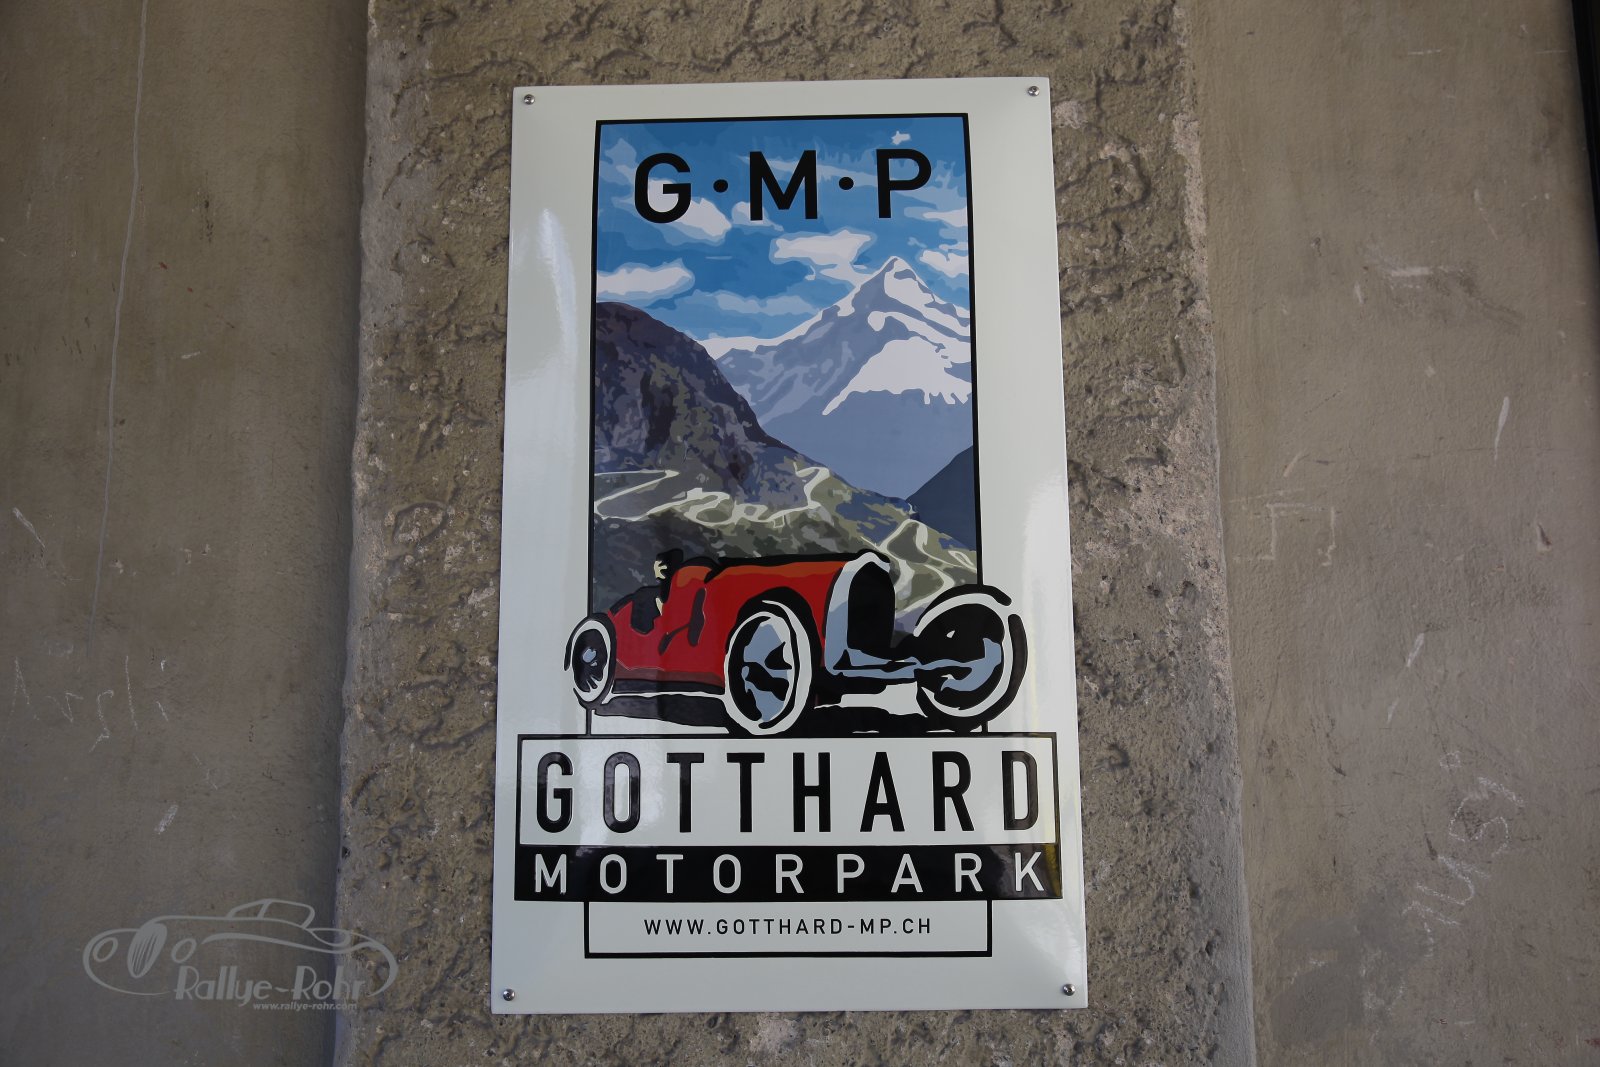 G·M·P
GOTTHARD
MOTORPARK
WWW.GOTTHARD-MP.CH
Rallye-Rohr
www.rallye-rohr.com